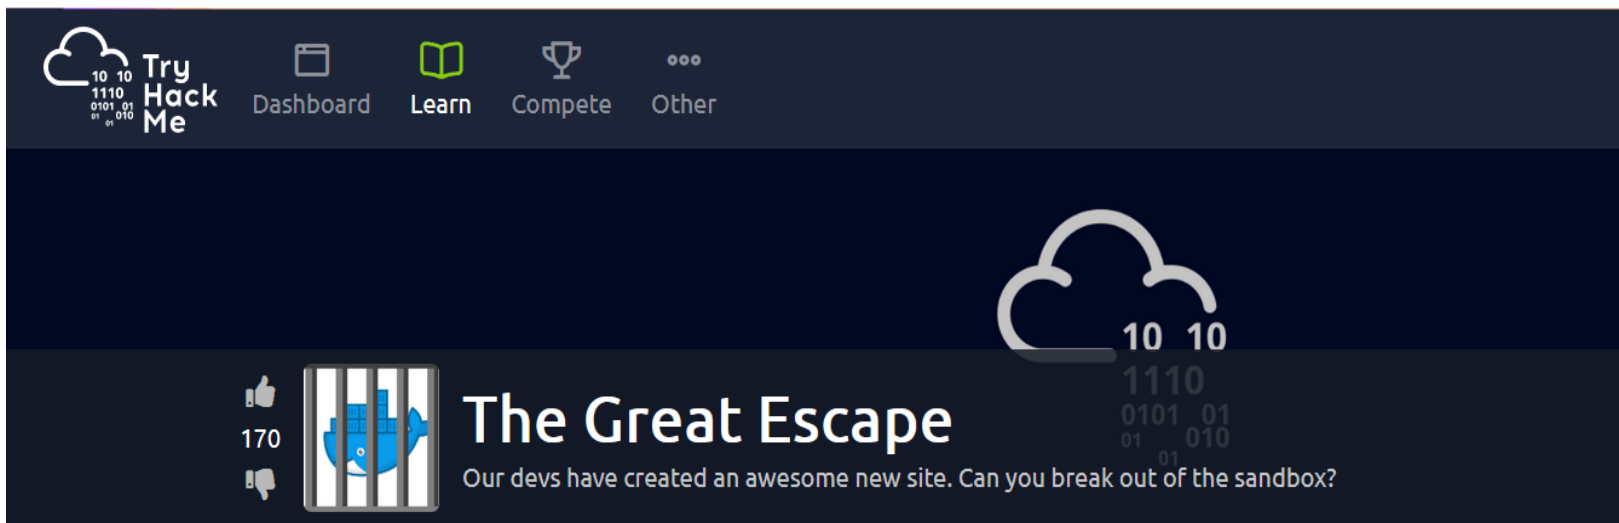 Try
Hack
Me
10 10
1110
0101 01
01 010
01
Dashboard
Learn
Compete
Other
10 10
1110
0101 01
01 010
01
170
The Great Escape
Our devs have created an awesome new site. Can you break out of the sandbox?